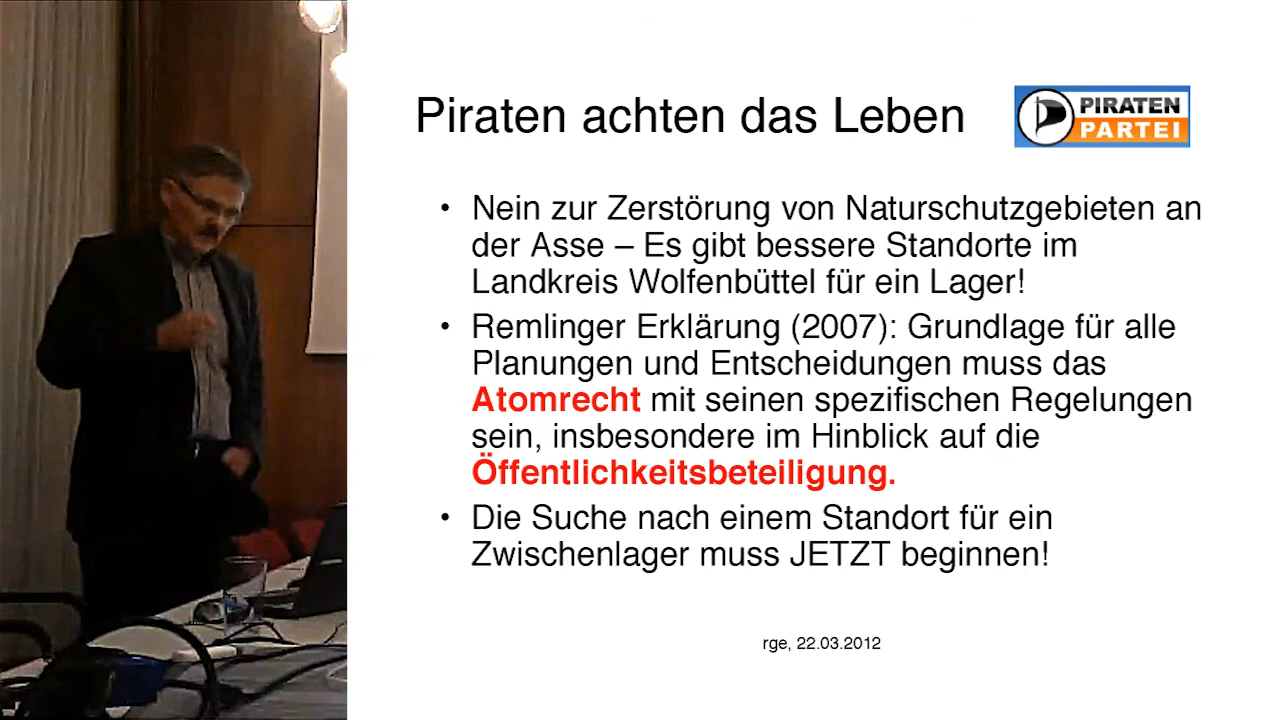 Piraten achten das Leben
PIRATEN
PARTEI
• Nein zur Zerstörung von Naturschutzgebieten an
der Asse – Es gibt bessere Standorte im
Landkreis Wolfenbüttel für ein Lager!
• Remlinger Erklärung (2007): Grundlage für alle
Planungen und Entscheidungen muss das
Atomrecht mit seinen spezifischen Regelungen
sein, insbesondere im Hinblick auf die
Öffentlichkeitsbeteiligung.
• Die Suche nach einem Standort für ein
Zwischenlager muss JETZT beginnen!
rge, 22.03.2012